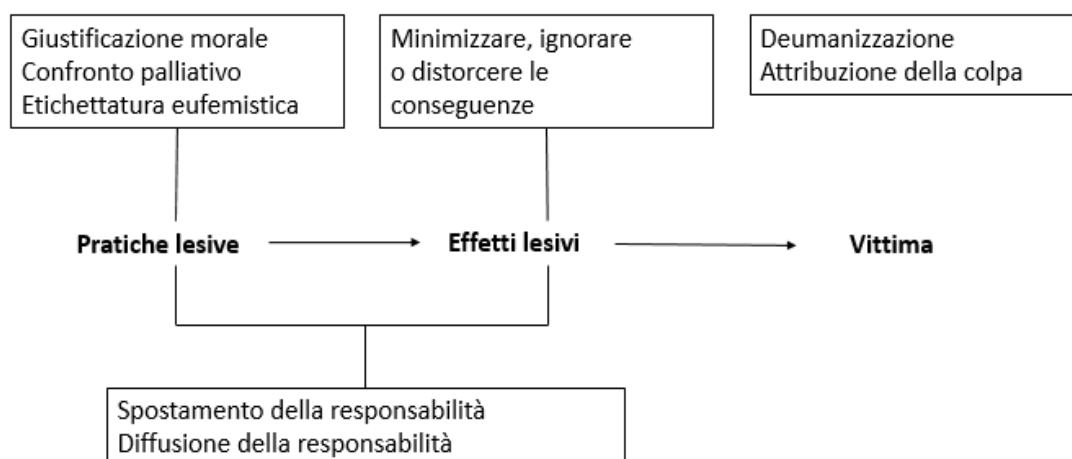 Giustificazione morale
Confronto palliativo
Etichettatura eufemistica
Minimizzare, ignorare
o distorcere le
conseguenze
Deumanizzazione
Attribuzione della colpa
Pratiche lesive
Effetti lesivi
Vittima
Spostamento della responsabilità
Diffusione della responsabilità